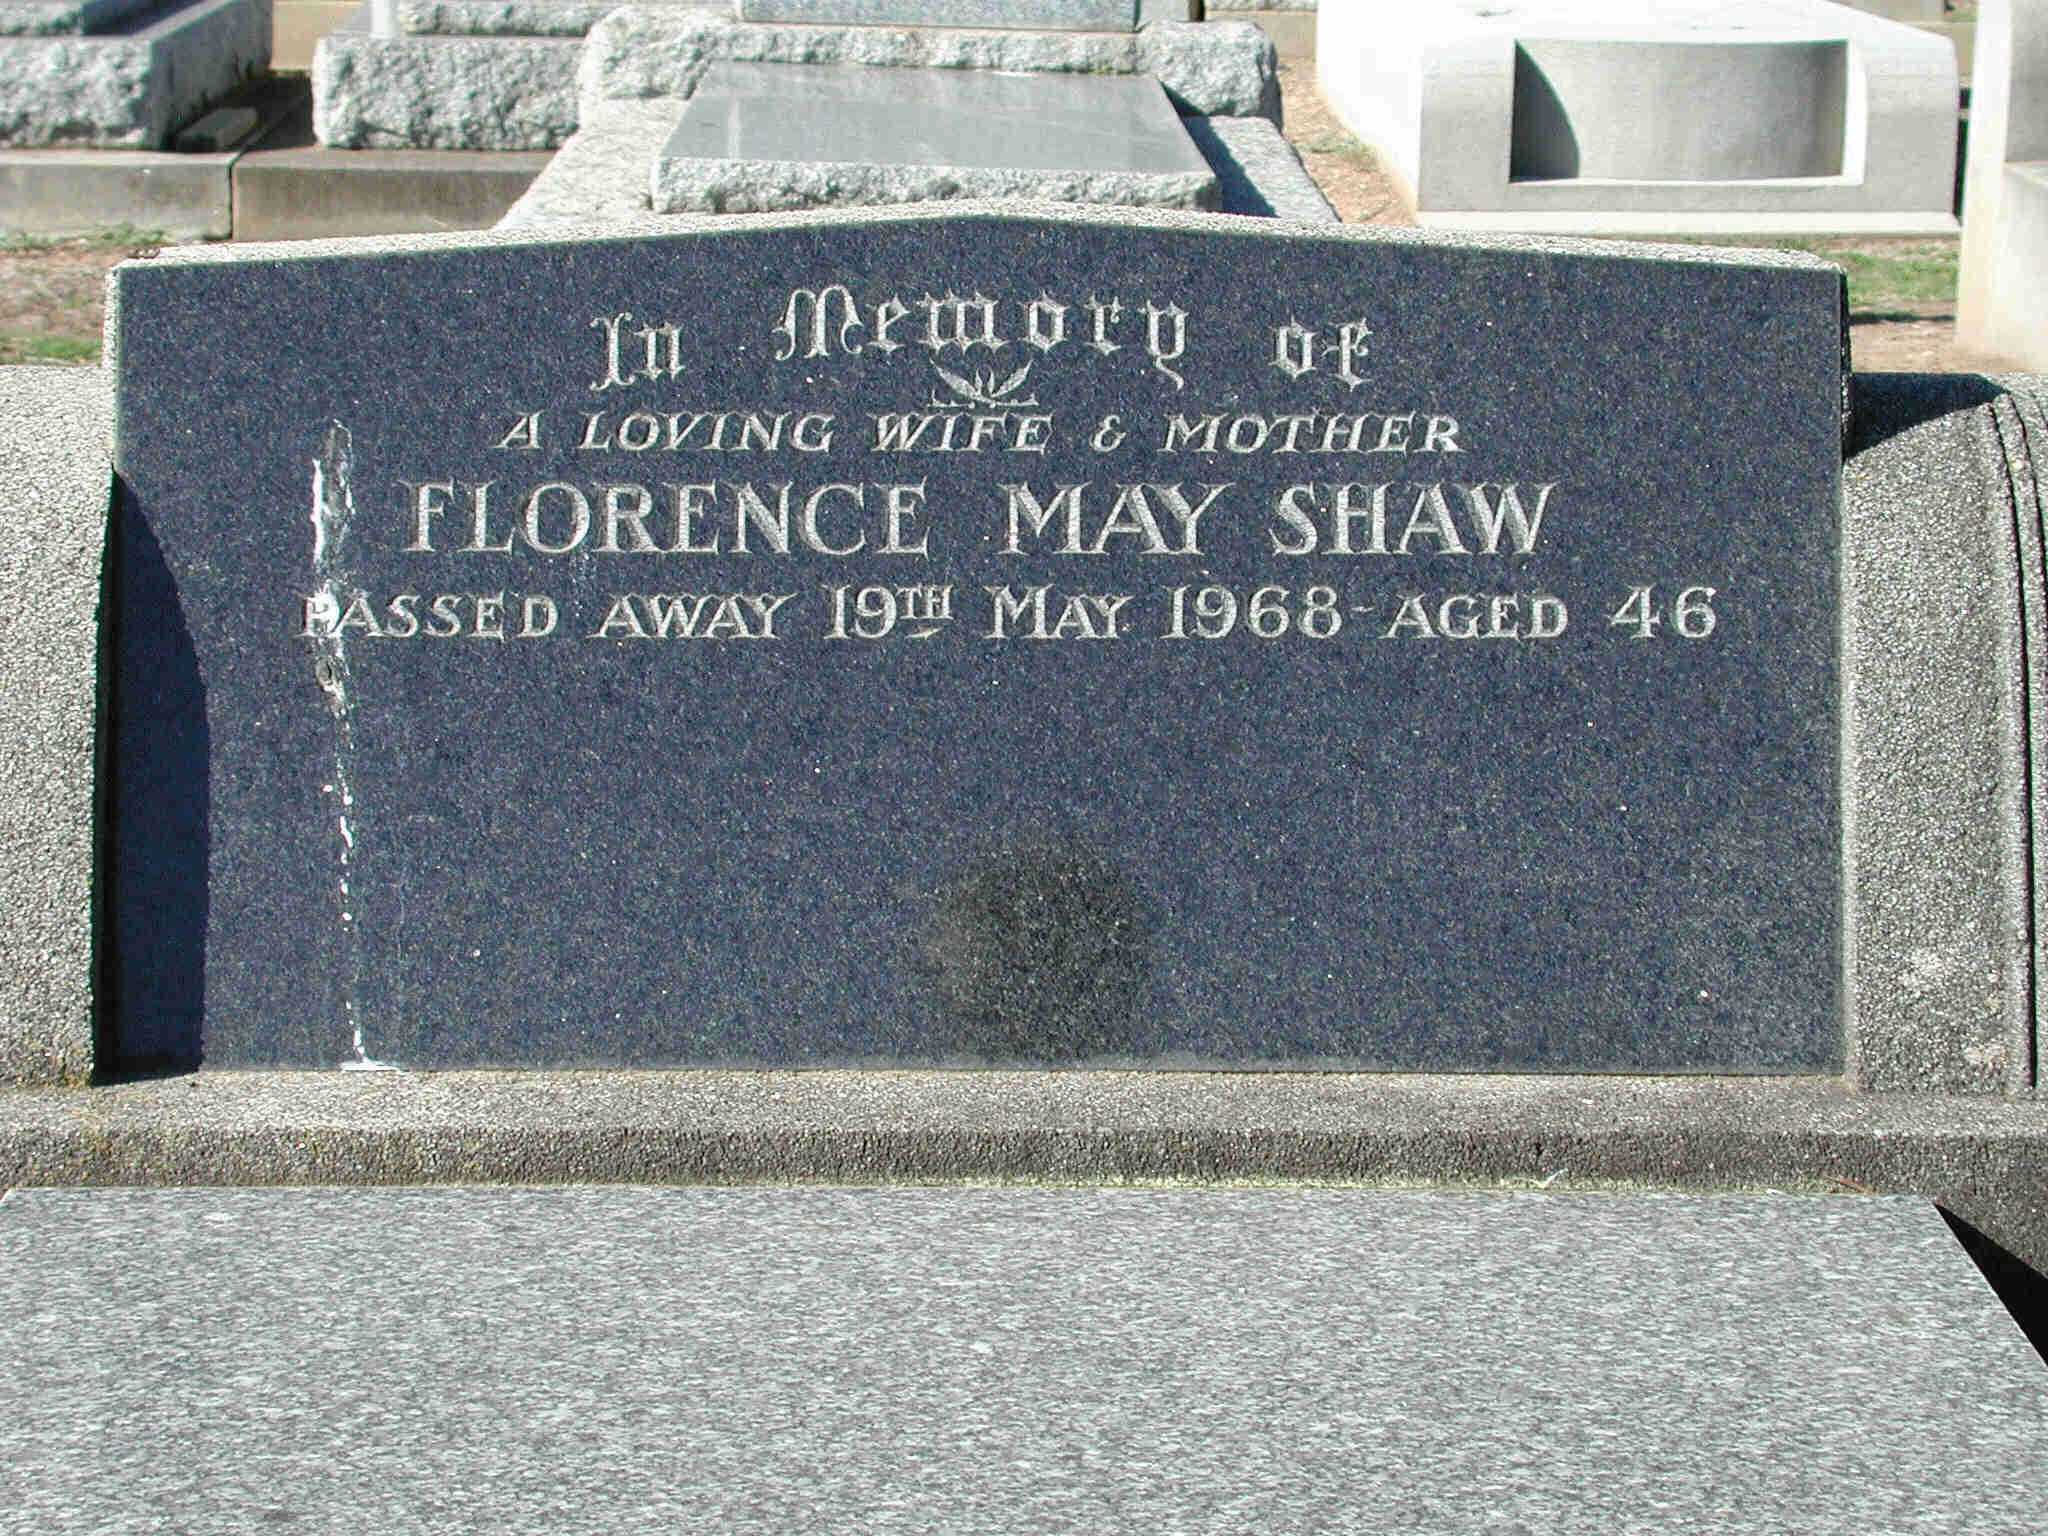 In Memory of
A LOVING WIFE & MOTHER
FLORENCE MAY SHAW
PASSED AWAY 19TH MAY 1968 - AGED 46